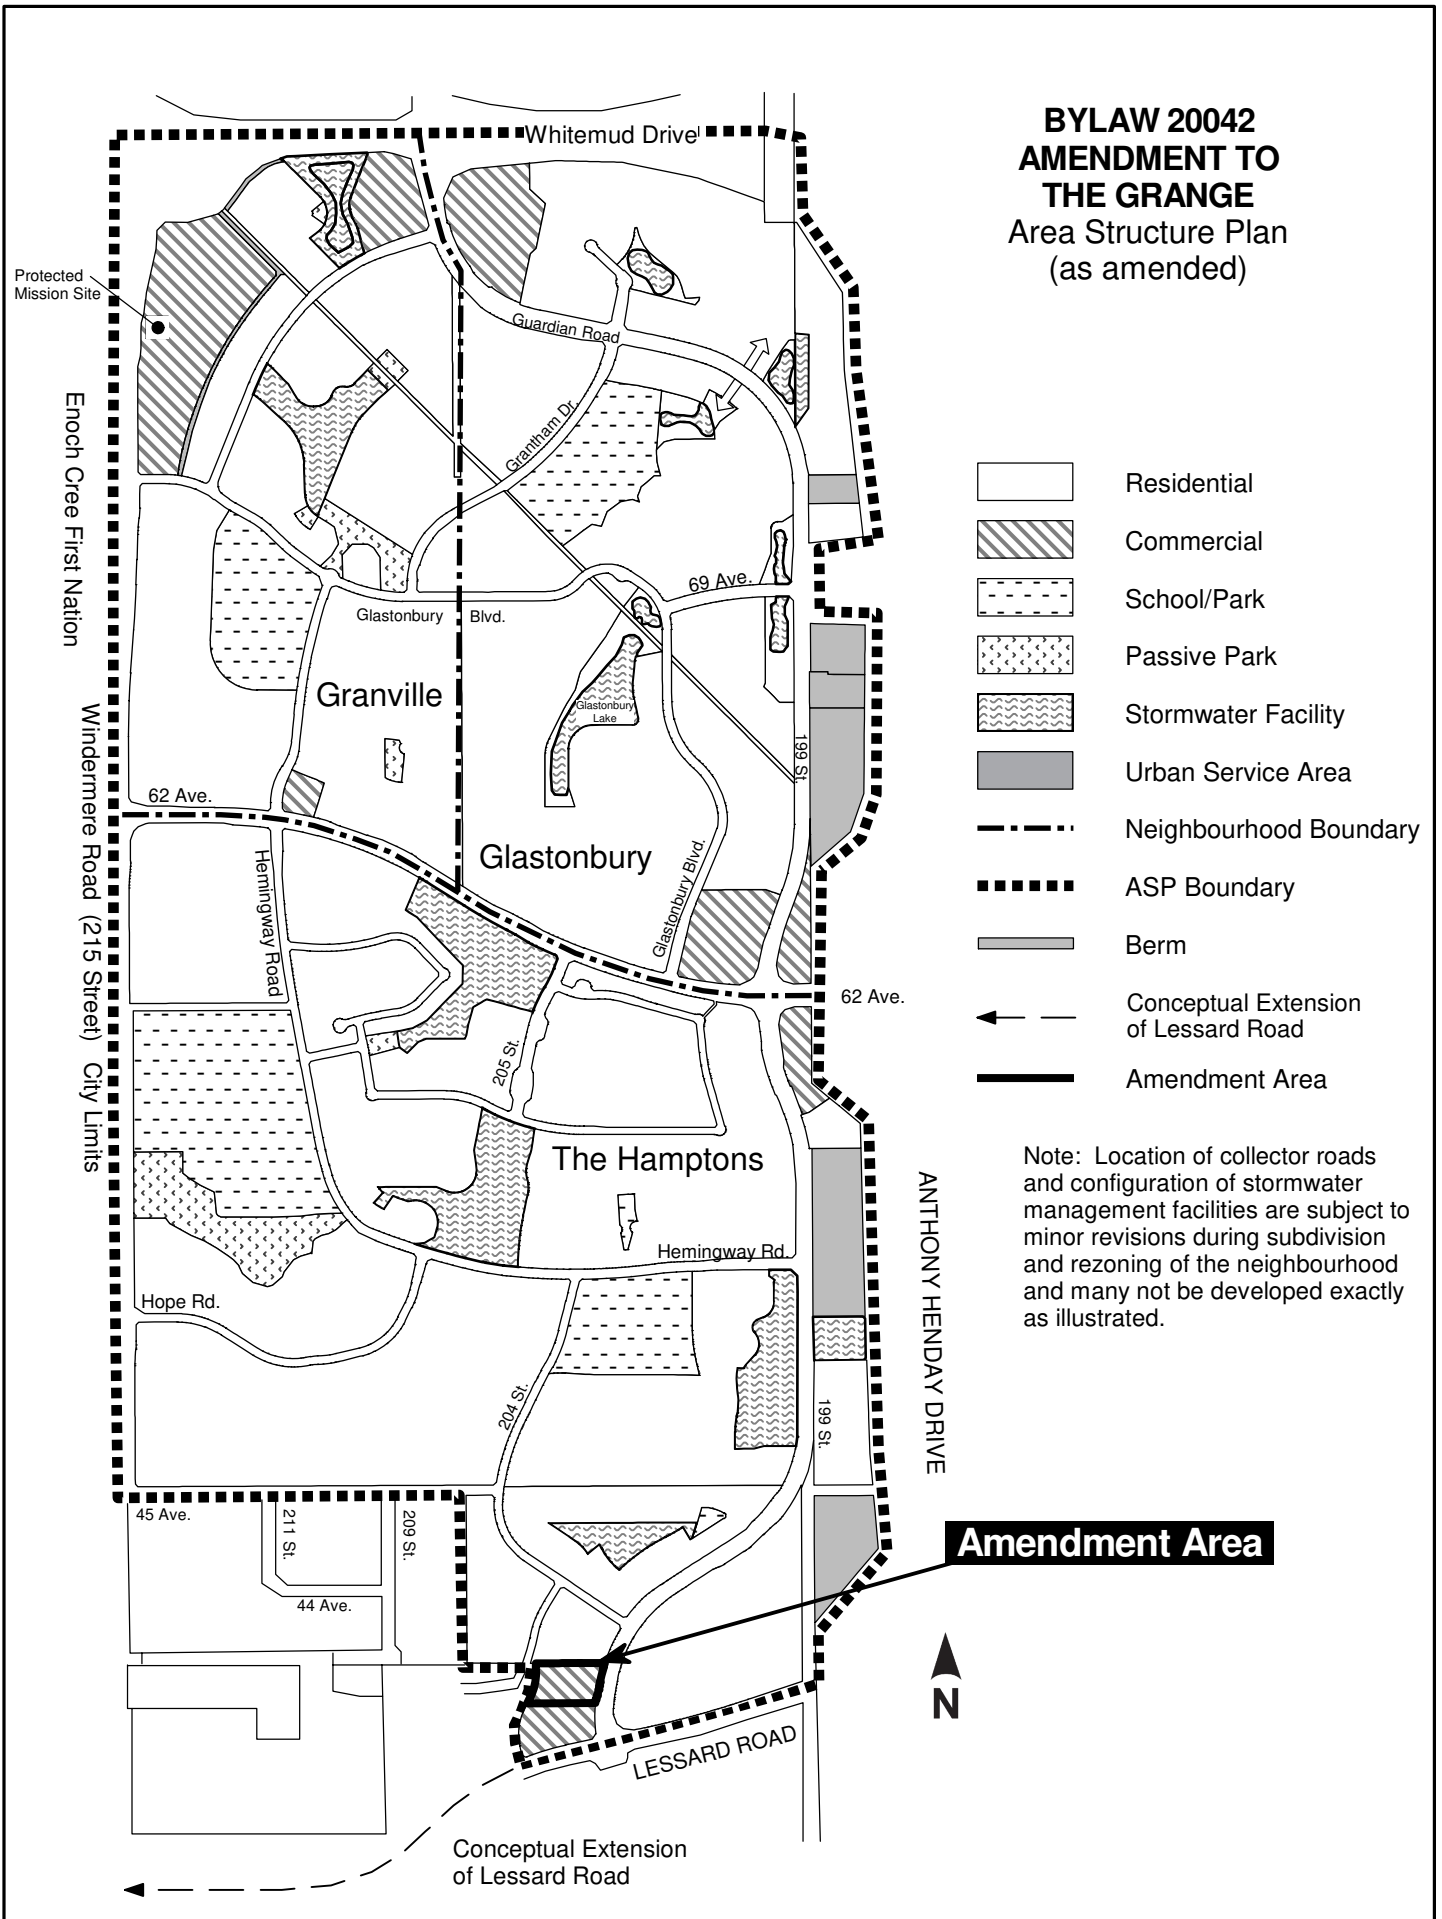 BYLAW 20042
AMENDMENT TO
THE GRANGE
Area Structure Plan
(as amended)
Whitemud Drive
Protected
Mission Site
Guardian Road
Grantham Dr.
Enoch Cree First Nation
69 Ave.
Glastonbury Blvd.
Granville
Glastonbury
Lake
199 St.
62 Ave.
Windermere Road (215 Street) City Limits
Hemingway Road
Glastonbury
Glastonbury Blvd.
62 Ave.
205 St.
The Hamptons
Hemingway Rd.
Hope Rd.
204 St.
199 St.
ANTHONY HENDAY DRIVE
45 Ave.
211 St.
209 St.
44 Ave.
Amendment Area
LESSARD ROAD
Conceptual Extension
of Lessard Road
N
Residential
Commercial
School/Park
Passive Park
Stormwater Facility
Urban Service Area
Neighbourhood Boundary
ASP Boundary
Berm
Conceptual Extension
of Lessard Road
Amendment Area
Note: Location of collector roads
and configuration of stormwater
management facilities are subject to
minor revisions during subdivision
and rezoning of the neighbourhood
and many not be developed exactly
as illustrated.